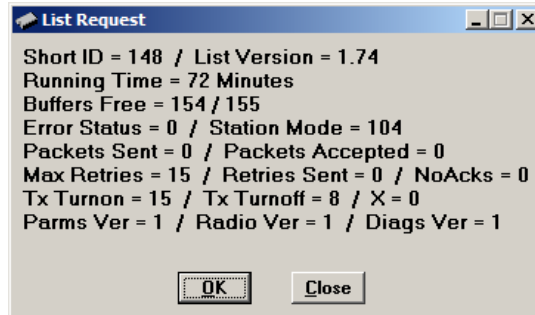 List Request
Short ID = 148 / List Version = 1.74
Running Time = 72 Minutes
Buffers Free = 154 / 155
Error Status = 0 / Station Mode = 104
Packets Sent = 0 / Packets Accepted = 0
Max Retries = 15 / Retries Sent = 0 / NoAcks = 0
Tx Turnon = 15 / Tx Turnoff = 8 / X = 0
Parms Ver = 1 / Radio Ver = 1 / Diags Ver = 1
OK Close